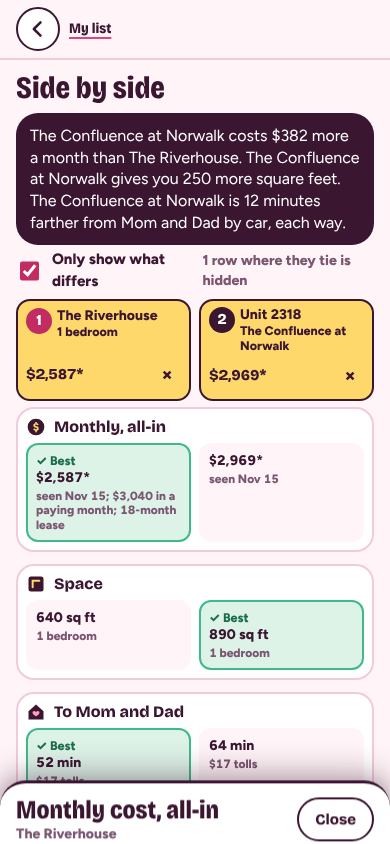 My list
Side by side
The Confluence at Norwalk costs $382 more
a month than The Riverhouse. The Confluence
at Norwalk gives you 250 more square feet.
The Confluence at Norwalk is 12 minutes
farther from Mom and Dad by car, each way.
Only show what
differs
1 row where they tie is
hidden
1
The Riverhouse
1 bedroom
$2,587*
×
2
Unit 2318
The Confluence at
Norwalk
$2,969*
×
Monthly, all-in
✓ Best
$2,587*
seen Nov 15; $3,040 in a
paying month; 18-month
lease
$2,969*
seen Nov 15
Space
640 sq ft
1 bedroom
✓ Best
890 sq ft
1 bedroom
To Mom and Dad
✓ Best
52 min
$17 tolls
64 min
$17 tolls
Monthly cost, all-in
The Riverhouse
Close